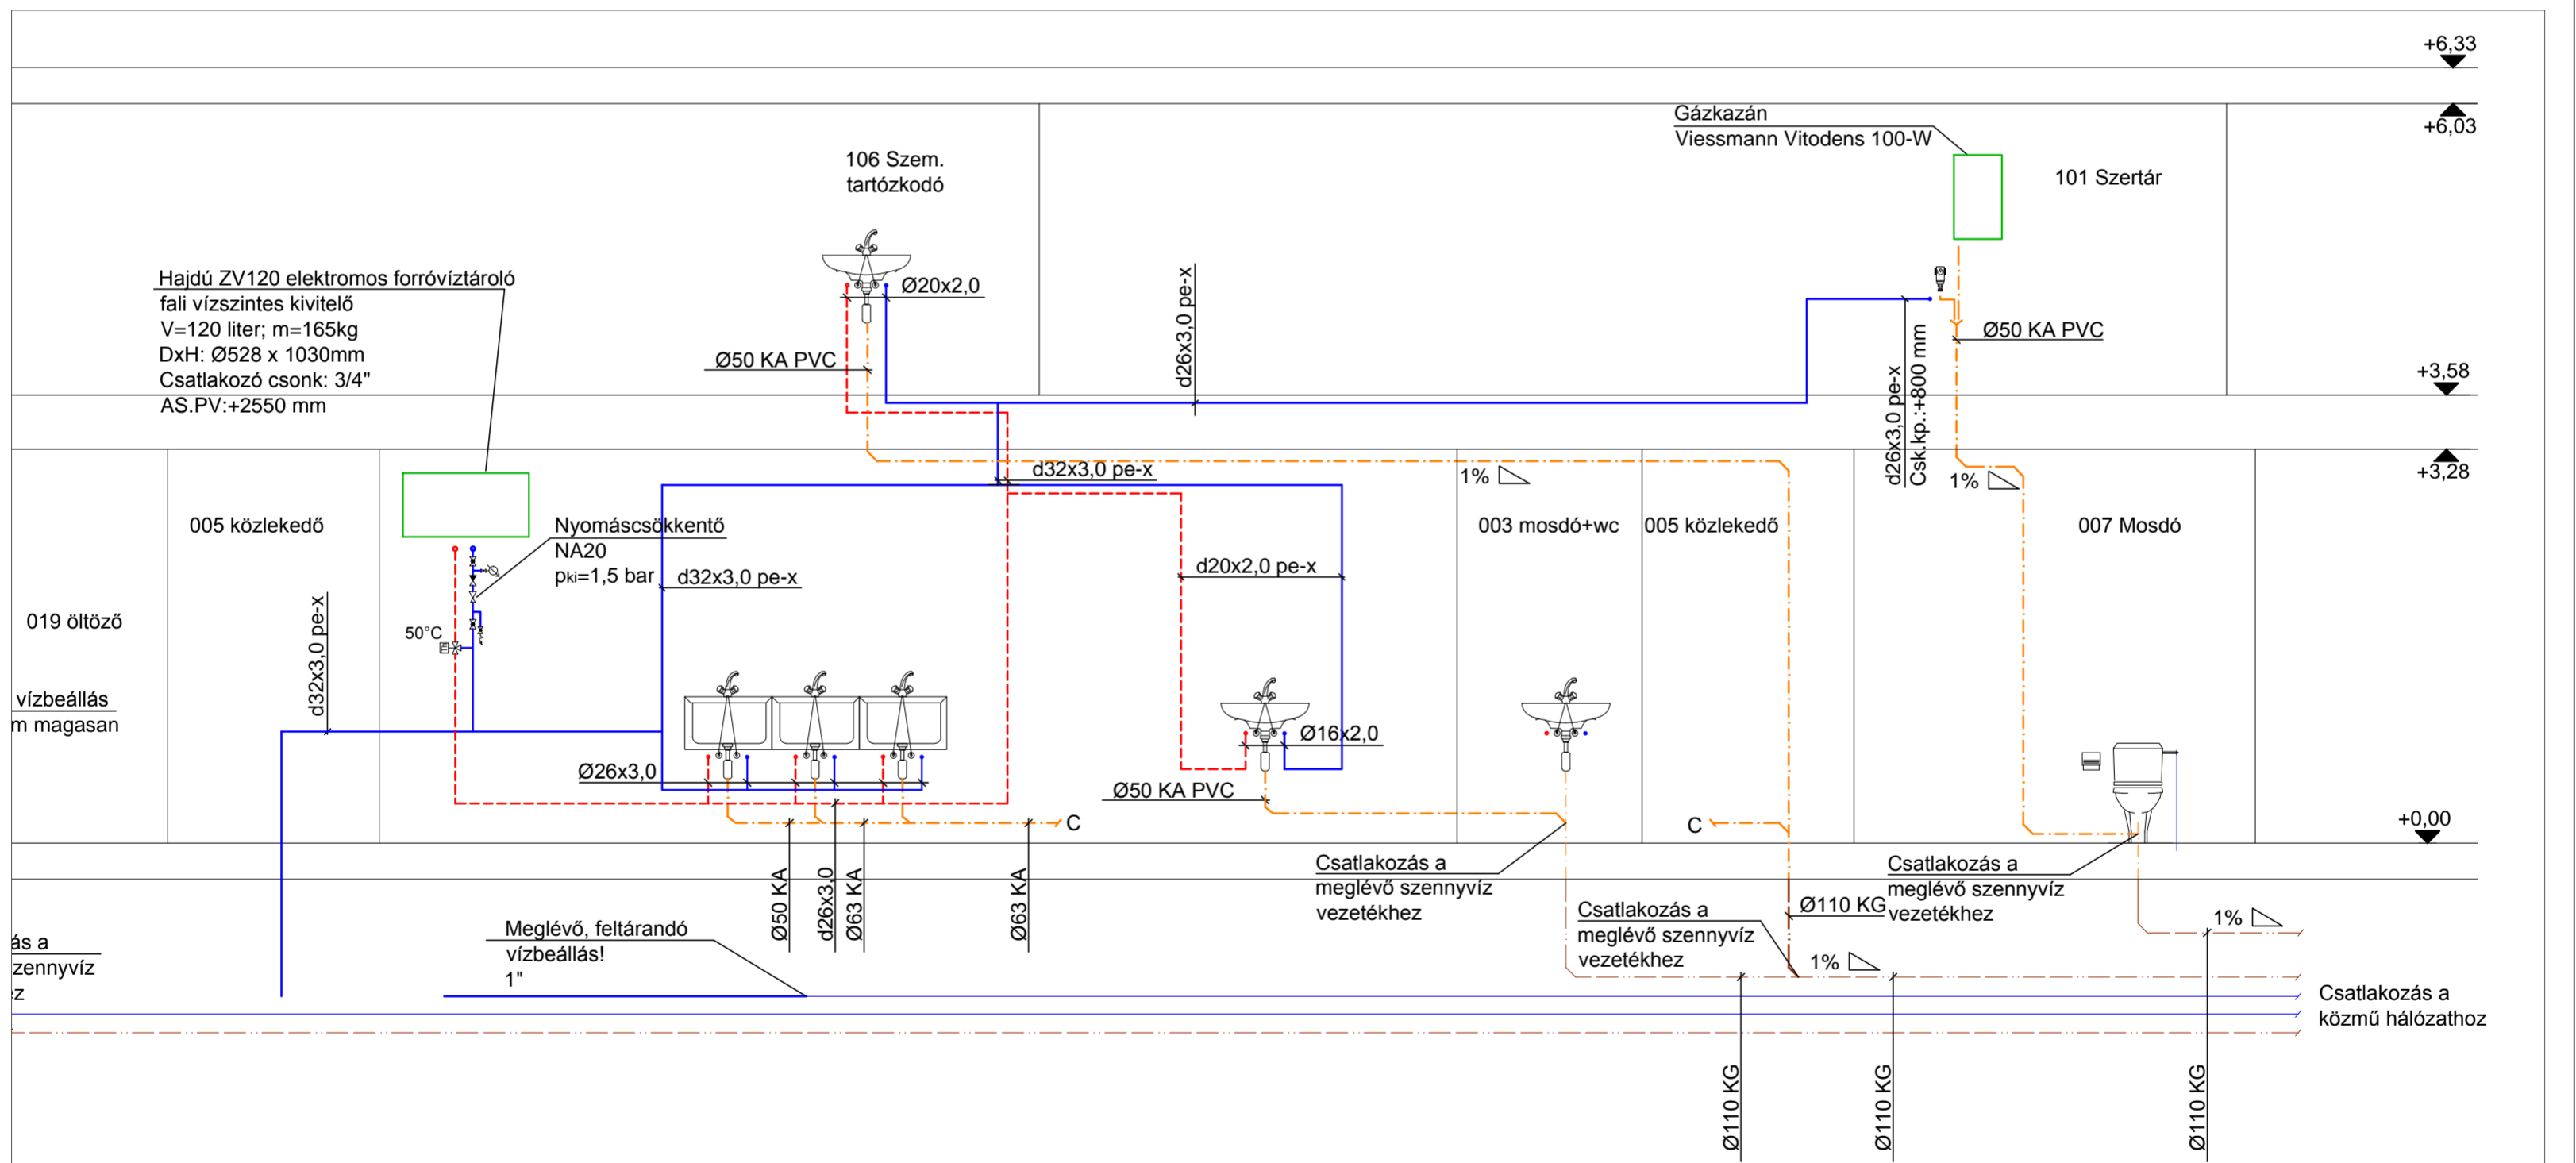 +6,33
+6,03
Gázkazán
Viessmann Vitodens 100-W
106 Szem.
tartózkodó
101 Szertár
Hajdú ZV120 elektromos forróvíztároló
fali vízszintes kivitelő
V=120 liter; m=165kg
DxH: Ø528 x 1030mm
Csatlakozó csonk: 3/4"
AS.PV:+2550 mm
Ø20x2,0
Ø50 KA PVC
d26x3,0 pe-x
Ø50 KA PVC
d26x3,0 pe-x
Csk.kp.:+800 mm
+3,58
+3,28
d32x3,0 pe-x
1%
1%
005 közlekedő
Nyomáscsökkentő
NA20
pki=1,5 bar
d32x3,0 pe-x
d20x2,0 pe-x
003 mosdó+wc
005 közlekedő
007 Mosdó
019 öltöző
d32x3,0 pe-x
50°C
vízbeállás
m magasan
Ø26x3,0
Ø16x2,0
Ø50 KA PVC
C
C
+0,00
Ø50 KA
d26x3,0
Ø63 KA
Ø63 KA
Csatlakozás a
meglévő szennyvíz
vezetékhez
Csatlakozás a
meglévő szennyvíz
vezetékhez
Csatlakozás a
meglévő szennyvíz
vezetékhez
Ø110 KG
1%
1%
ás a
zennyvíz
ez
Meglévő, feltárandó
vízbeállás!
1"
Csatlakozás a
közmű hálózathoz
Ø110 KG
Ø110 KG
Ø110 KG